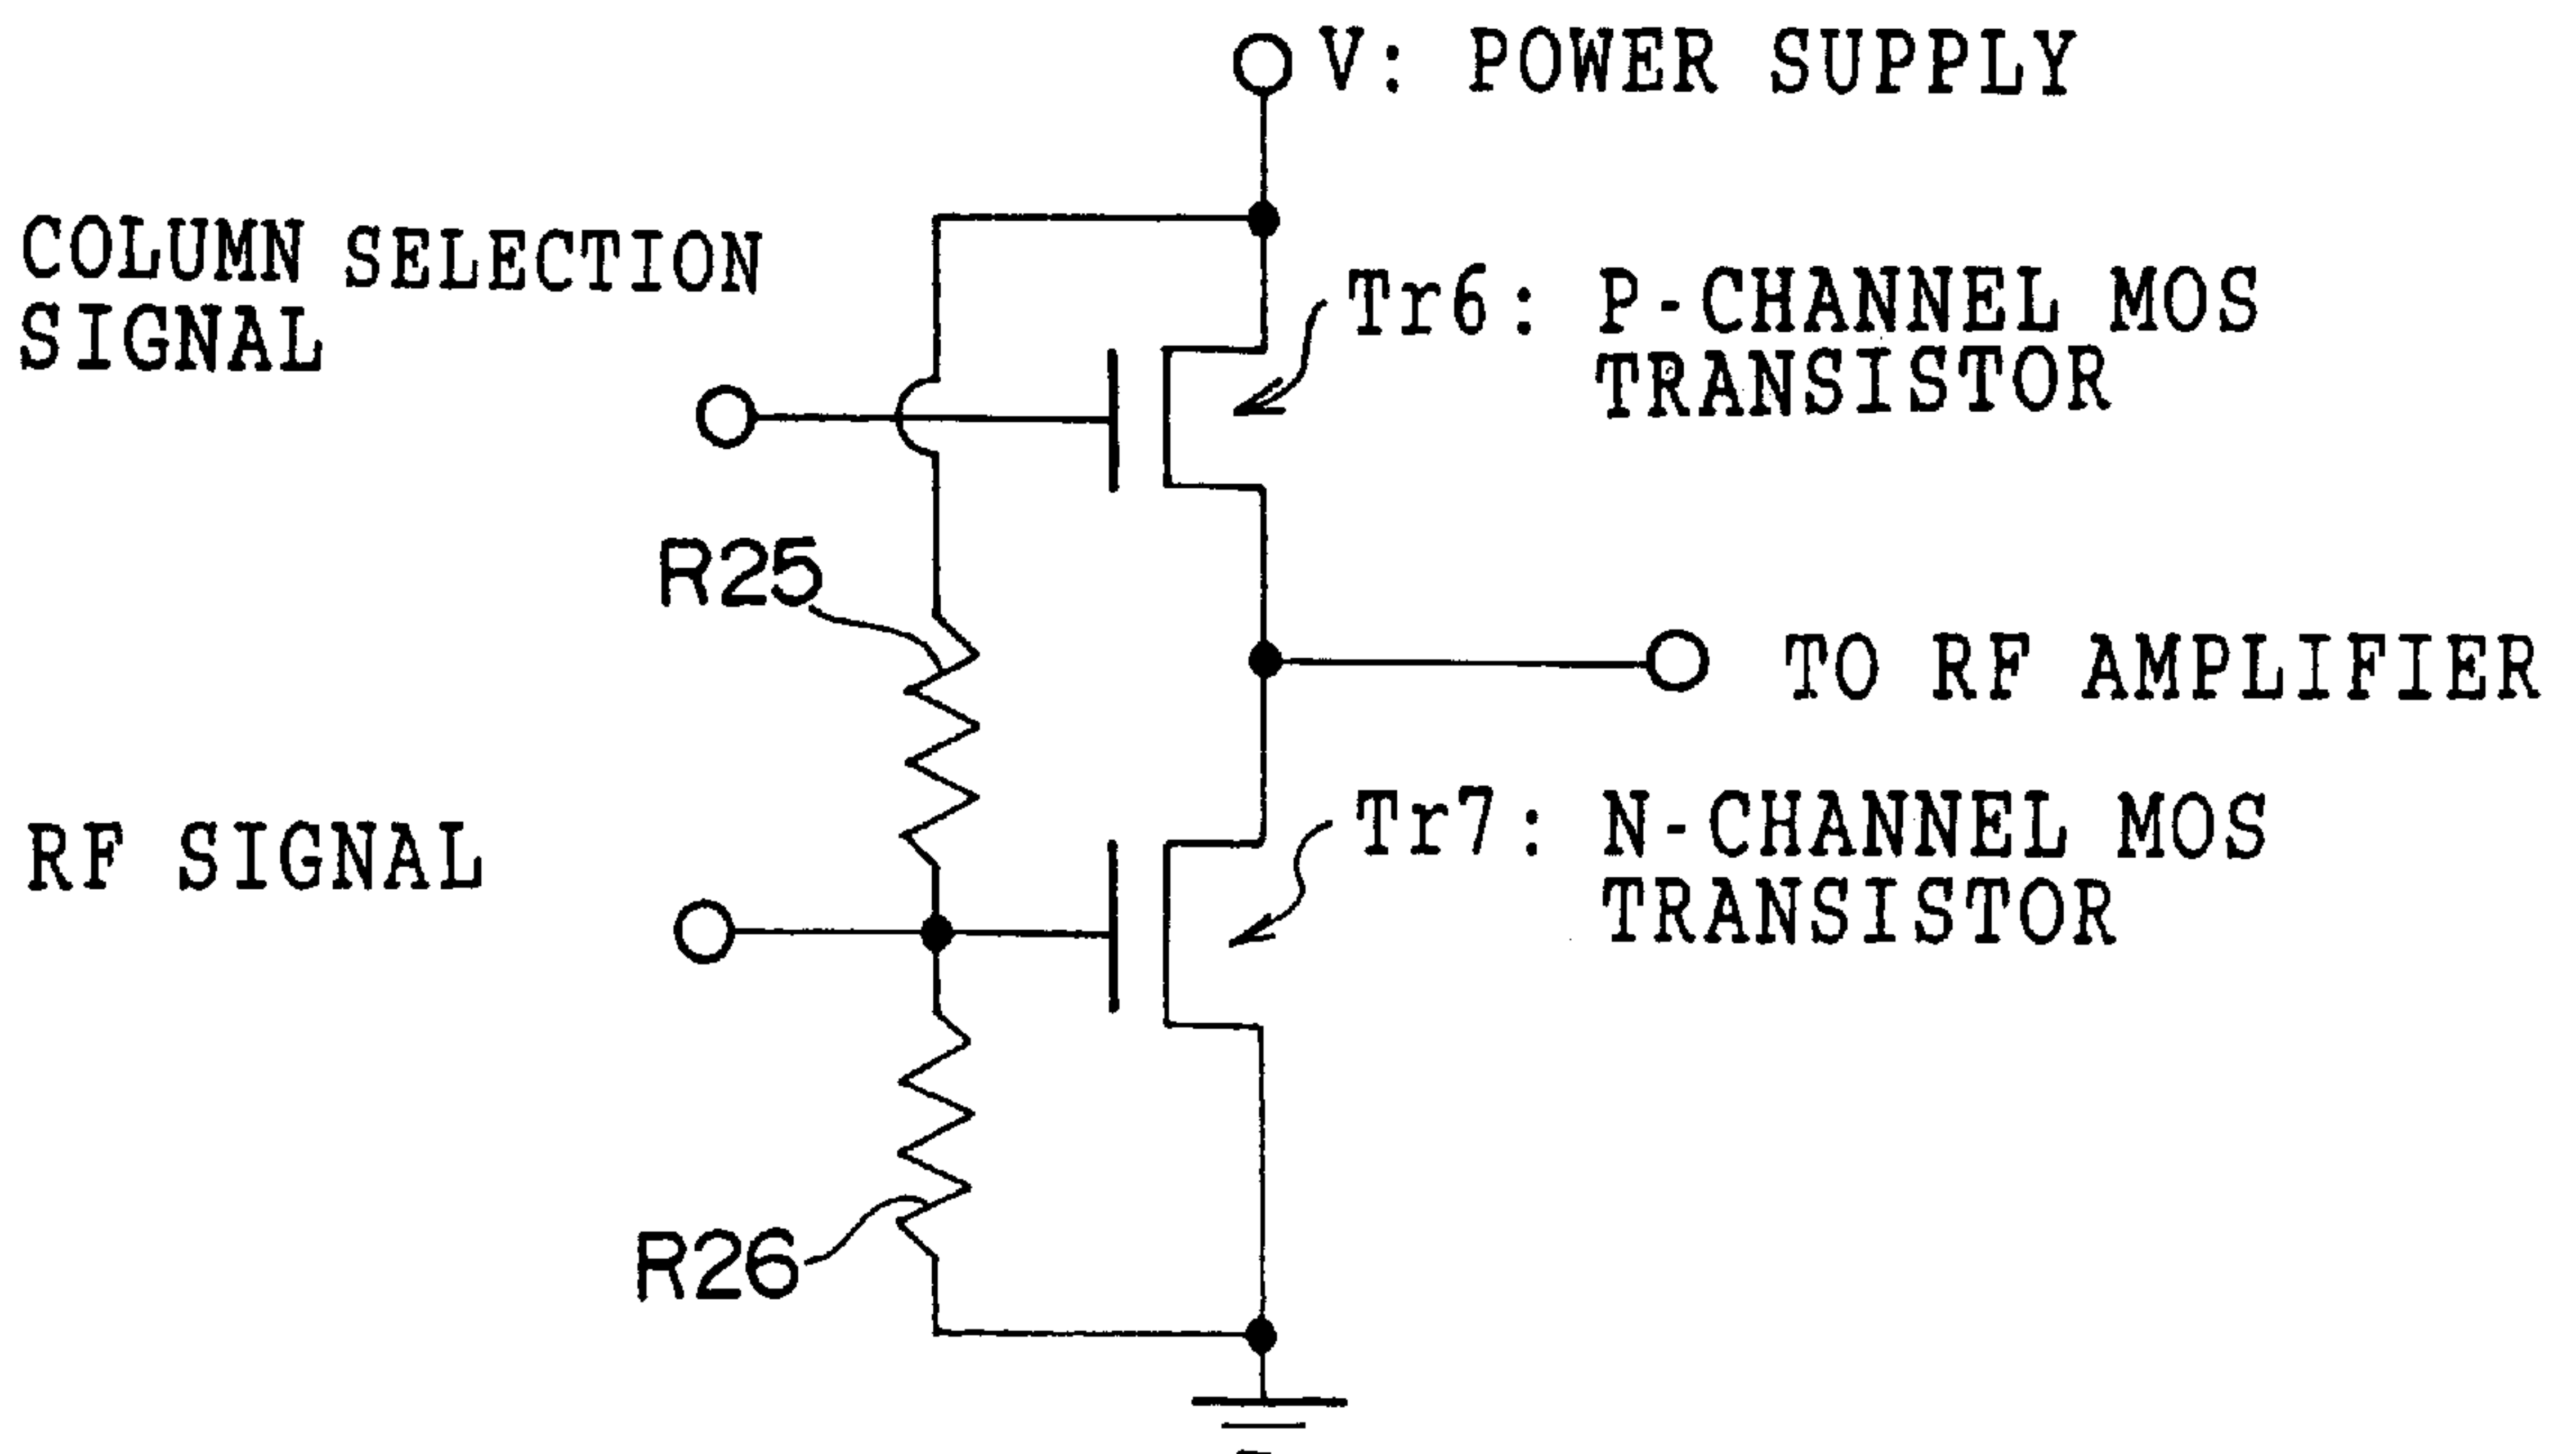 V: POWER SUPPLY
COLUMN SELECTION
SIGNAL
Tr6: P-CHANNEL MOS
TRANSISTOR
R25
TO RF AMPLIFIER
RF SIGNAL
Tr7: N-CHANNEL MOS
TRANSISTOR
R26